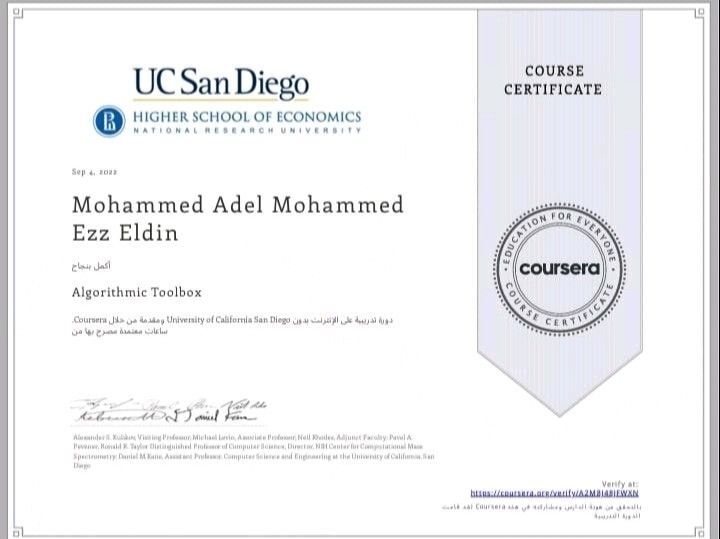 UC San Diego
HIGHER SCHOOL OF ECONOMICS
NATIONAL RESEARCH UNIVERSITY
COURSE
CERTIFICATE
Sep 4, 2022
Mohammed Adel Mohammed
Ezz Eldin
أكمل بنجاح
Algorithmic Toolbox
دورة تدريبية على الإنترنت بدون University of California San Diego ومقدمة من خلال Coursera.
ساعات معتمدة مصرح بها من
EDUCATION FOR EVERYONE
coursera
COURSE CERTIFICATE
Alexander S. Kulikov, Visiting Professor; Michael Levin, Associate Professor; Neil Rhodes, Adjunct Faculty; Pavel A.
Pevzner, Ronald R. Taylor Distinguished Professor of Computer Science, Director, NIH Center for Computational Mass
Spectrometry; Daniel M Kane, Assistant Professor, Computer Science and Engineering at the University of California, San
Diego
Verify at:
https://coursera.org/verify/
Coursera قد قامت بالتحقق من هوية الدارس ومشاركته في هذه
الدورة التدريبية